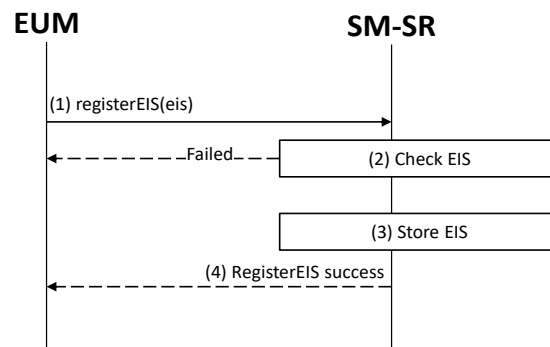 EUM
SM-SR
(1) registerEIS(eis)
Failed
(2) Check EIS
(3) Store EIS
(4) RegisterEIS success